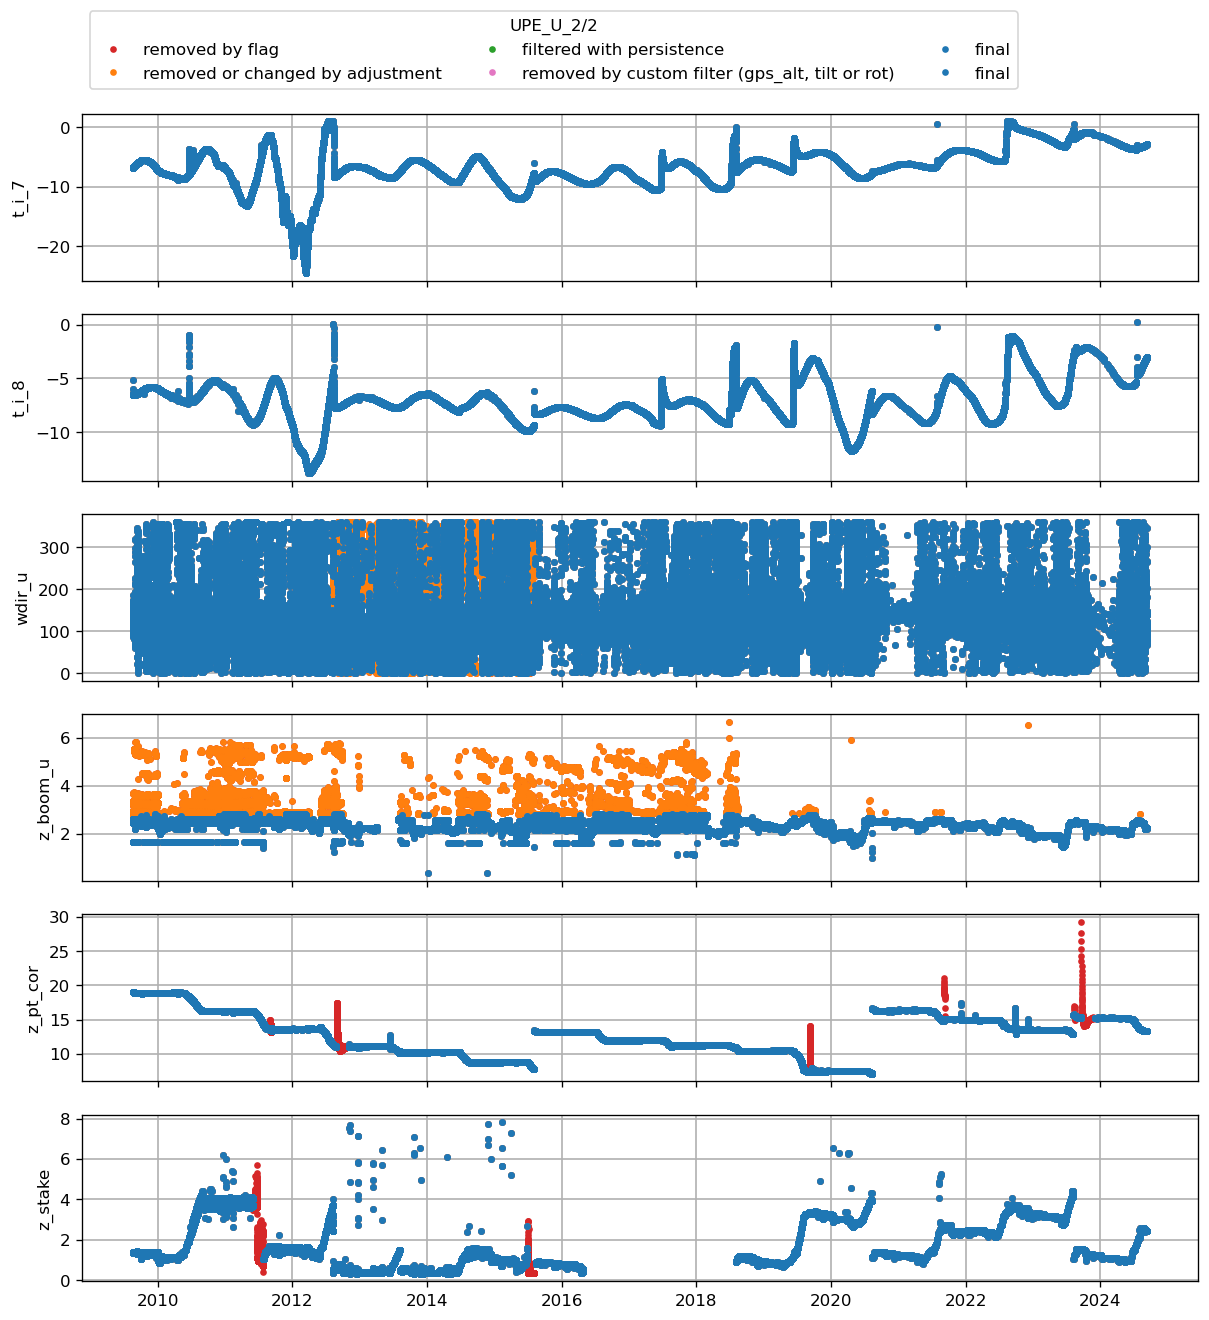 UPE_U_2/2
removed by flag
filtered with persistence
final
removed or changed by adjustment
removed by custom filter (gps_alt, tilt or rot)
final
t_i_7
0
−10
−20
t_i_8
0
−5
−10
wdir_u
300
200
100
0
z_boom_u
6
4
2
z_pt_cor
30
25
20
15
10
z_stake
8
6
4
2
0
2010 2012 2014 2016 2018 2020 2022 2024